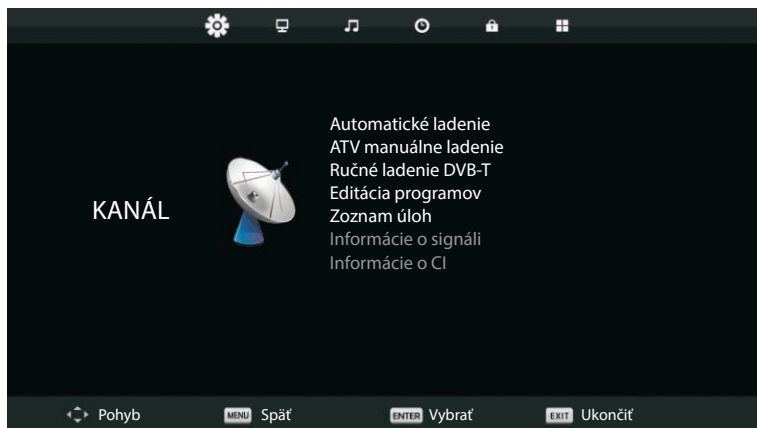 KANÁL
Automatické ladenie
ATV manuálne ladenie
Ručné ladenie DVB-T
Editácia programov
Zoznam úloh
Informácie o signáli
Informácie o CI
Pohyb MENU Späť ENTER Vybrať EXIT Ukončiť